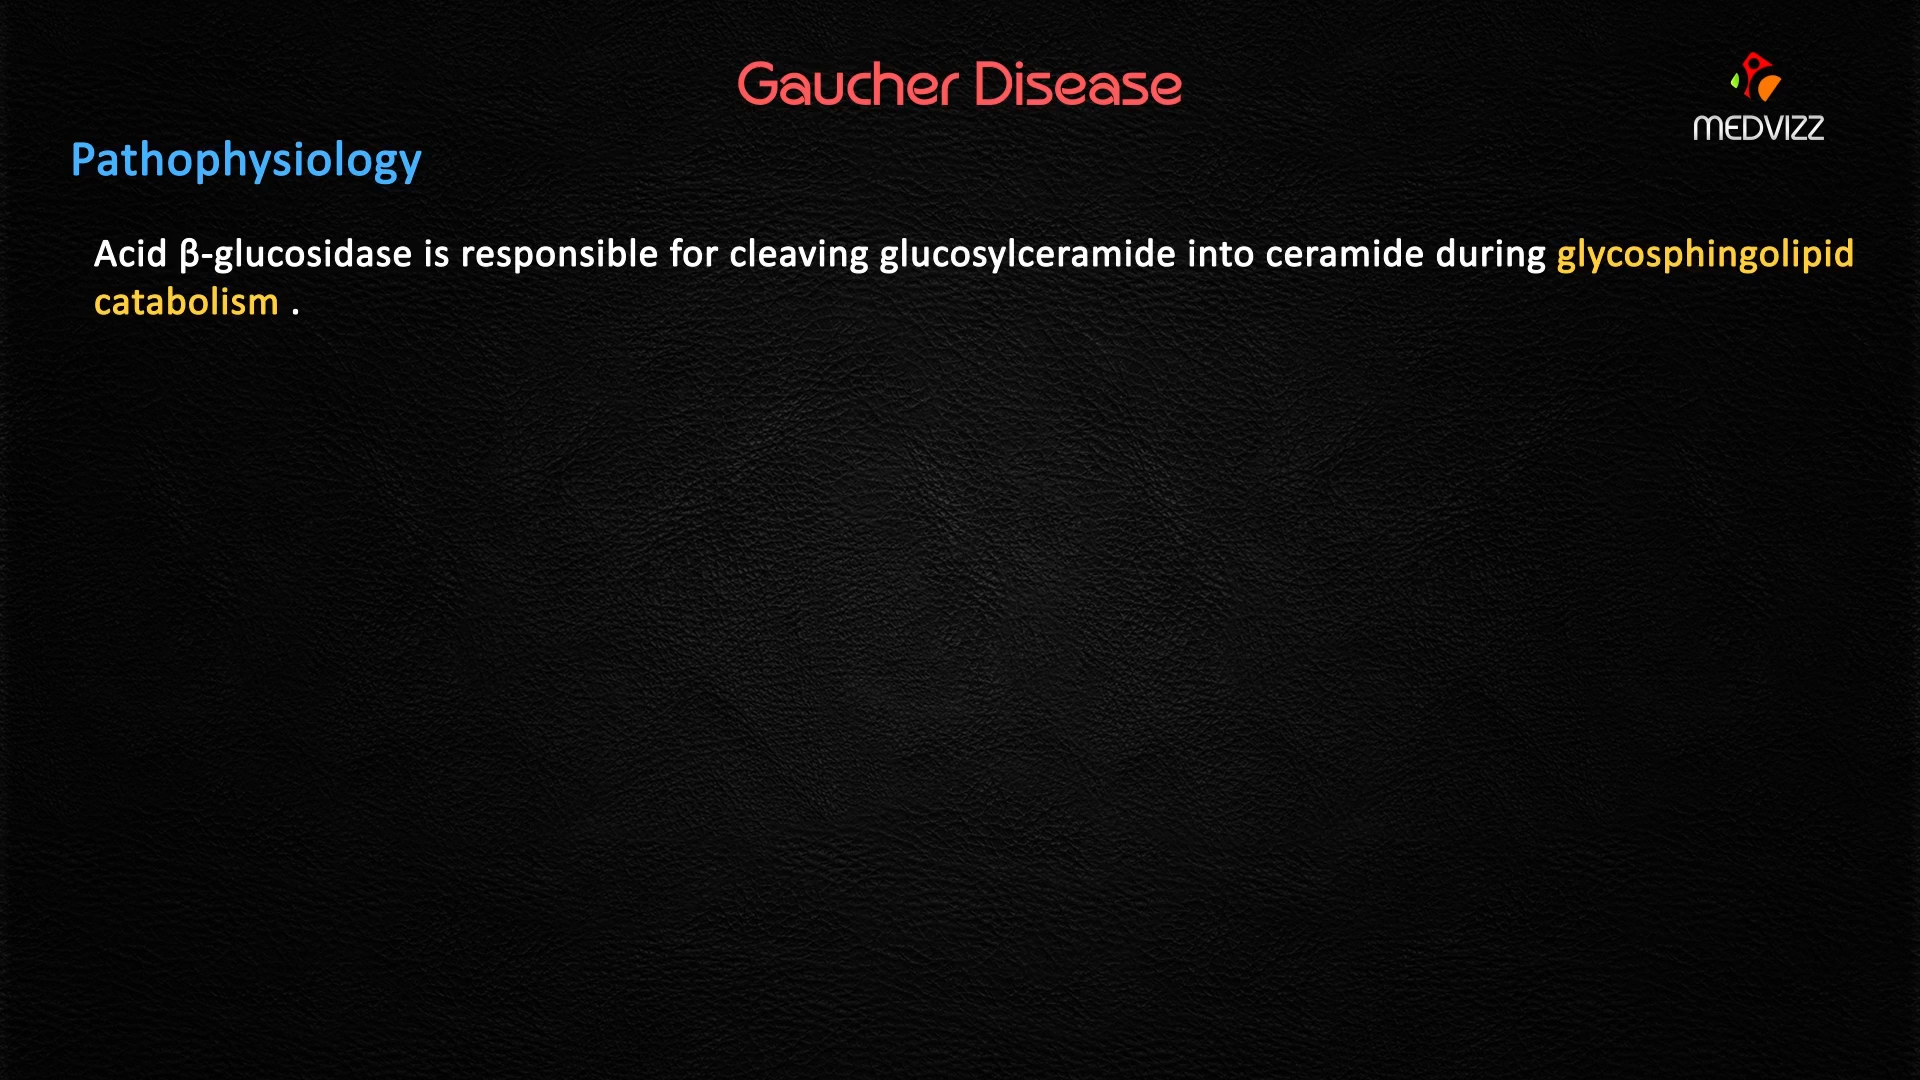 Gaucher Disease
MEDVIZZ
Pathophysiology
Acid β-glucosidase is responsible for cleaving glucosylceramide into ceramide during glycosphingolipid
catabolism .